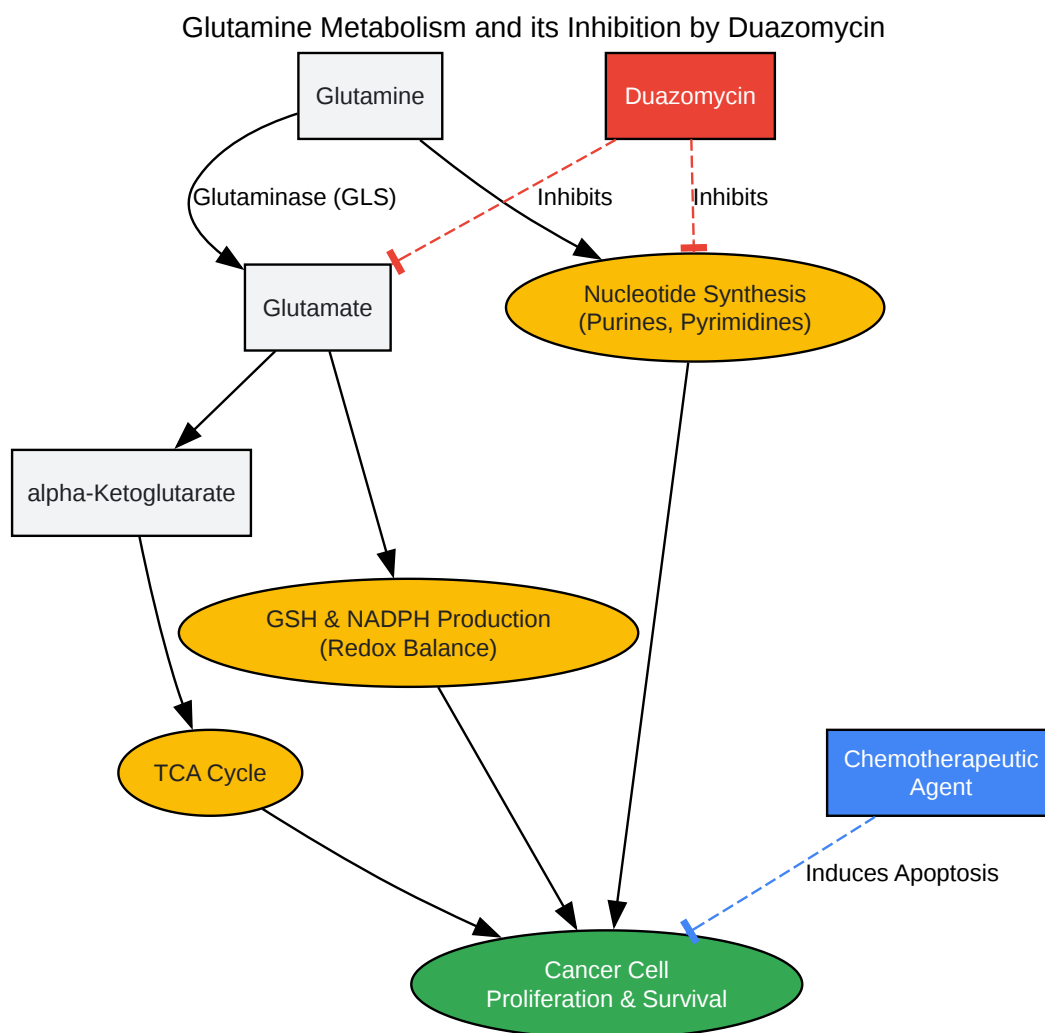 Glutamine Metabolism and its Inhibition by Duazomycin
Glutamine
Duazomycin
Glutaminase (GLS)
Inhibits
Inhibits
Glutamate
Nucleotide Synthesis
(Purines, Pyrimidines)
alpha-Ketoglutarate
GSH & NADPH Production
(Redox Balance)
TCA Cycle
Chemotherapeutic
Agent
Induces Apoptosis
Cancer Cell
Proliferation & Survival